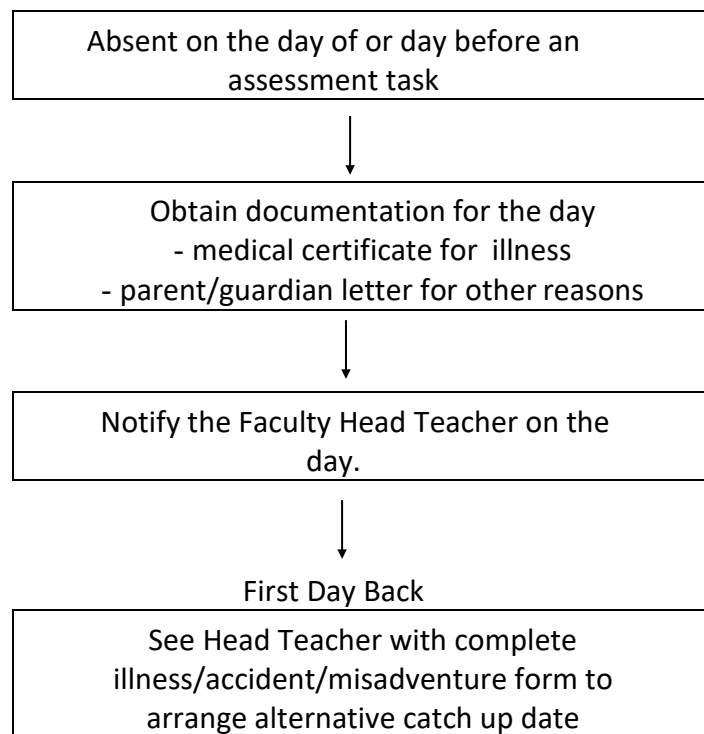 Absent on the day of or day before an
assessment task
Obtain documentation for the day
- medical certificate for illness
- parent/guardian letter for other reasons
Notify the Faculty Head Teacher on the
day.
First Day Back
See Head Teacher with complete
illness/accident/misadventure form to
arrange alternative catch up date